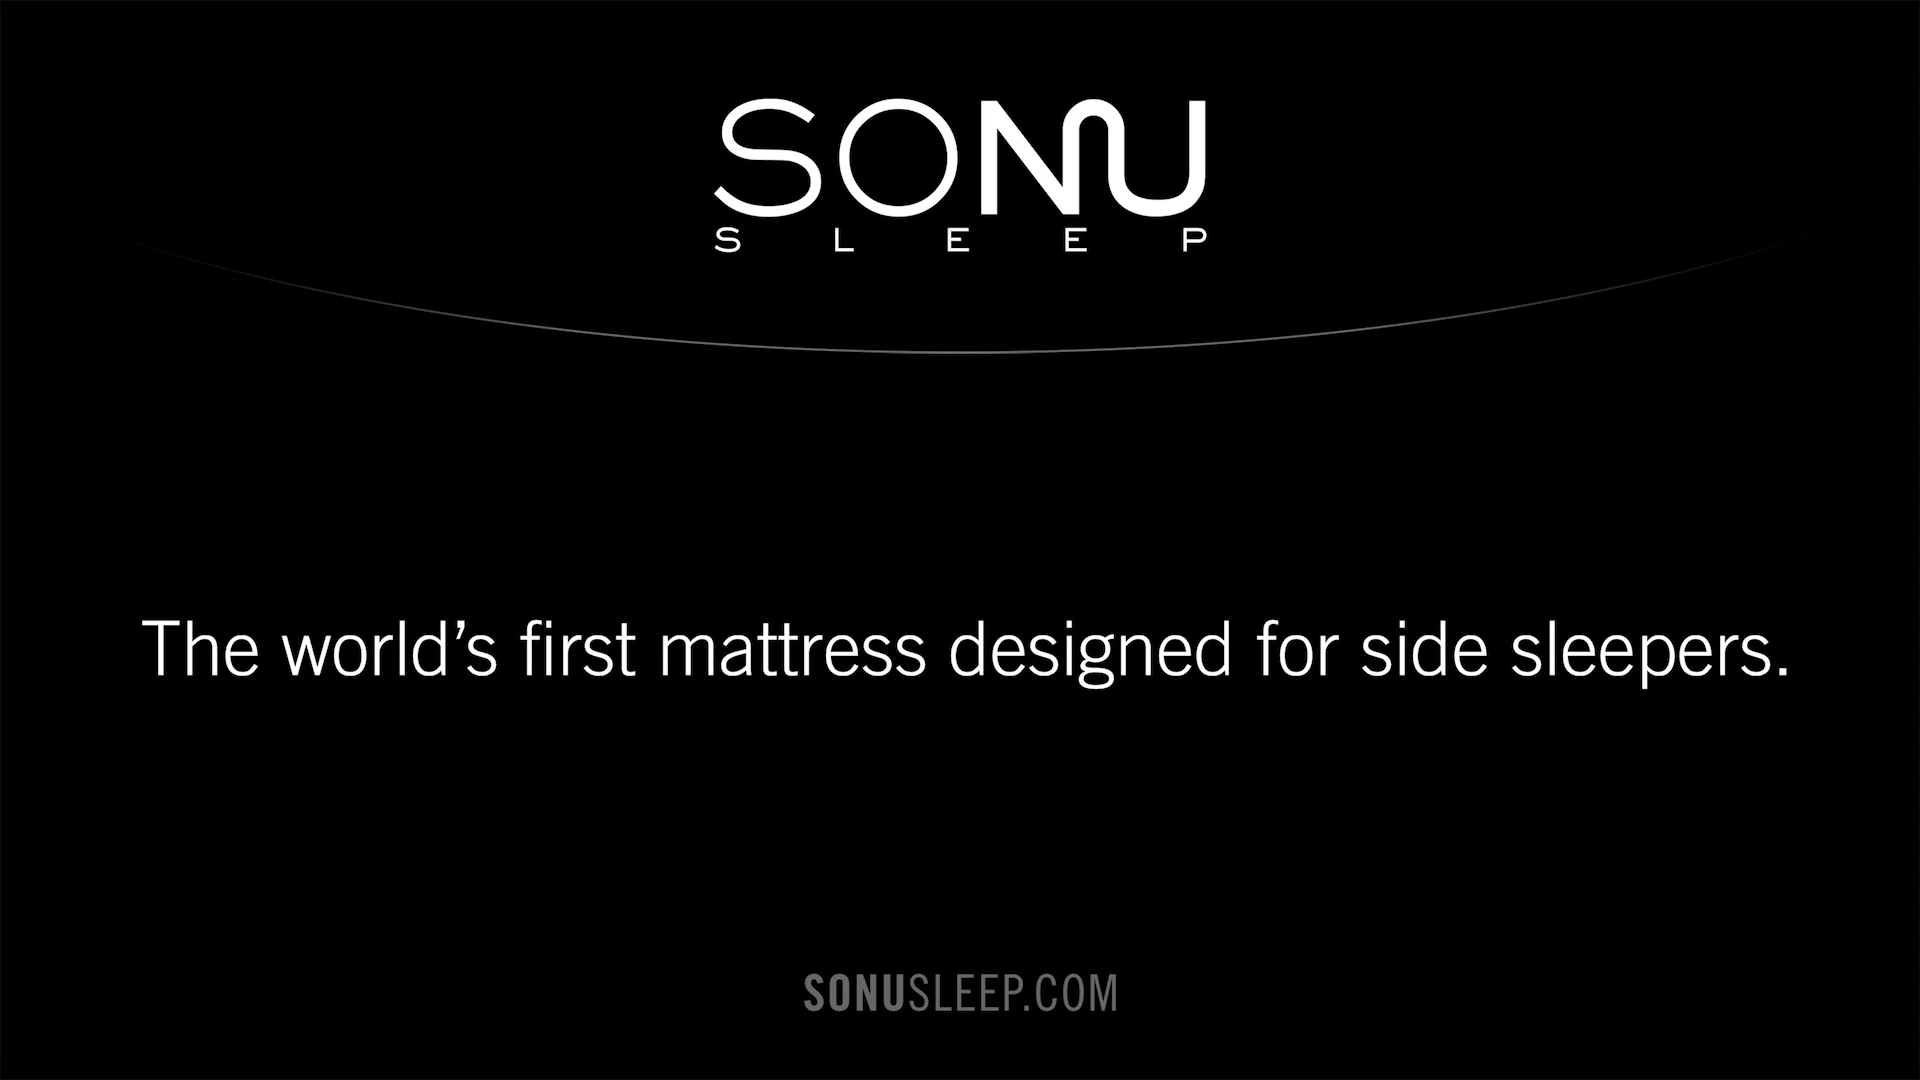 SONU
SLEEP
The world’s first mattress designed for side sleepers.
SONUSLEEP.COM